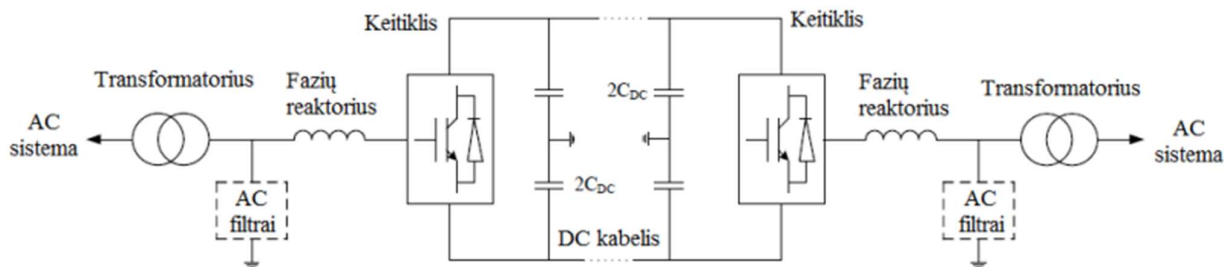 Keitiklis
Keitiklis
Transformatorius
Fazių
reaktorius
2C_DC
Fazių
reaktorius
Transformatorius
AC
sistema
AC
sistema
2C_DC
AC
filtrai
AC
filtrai
DC kabelis